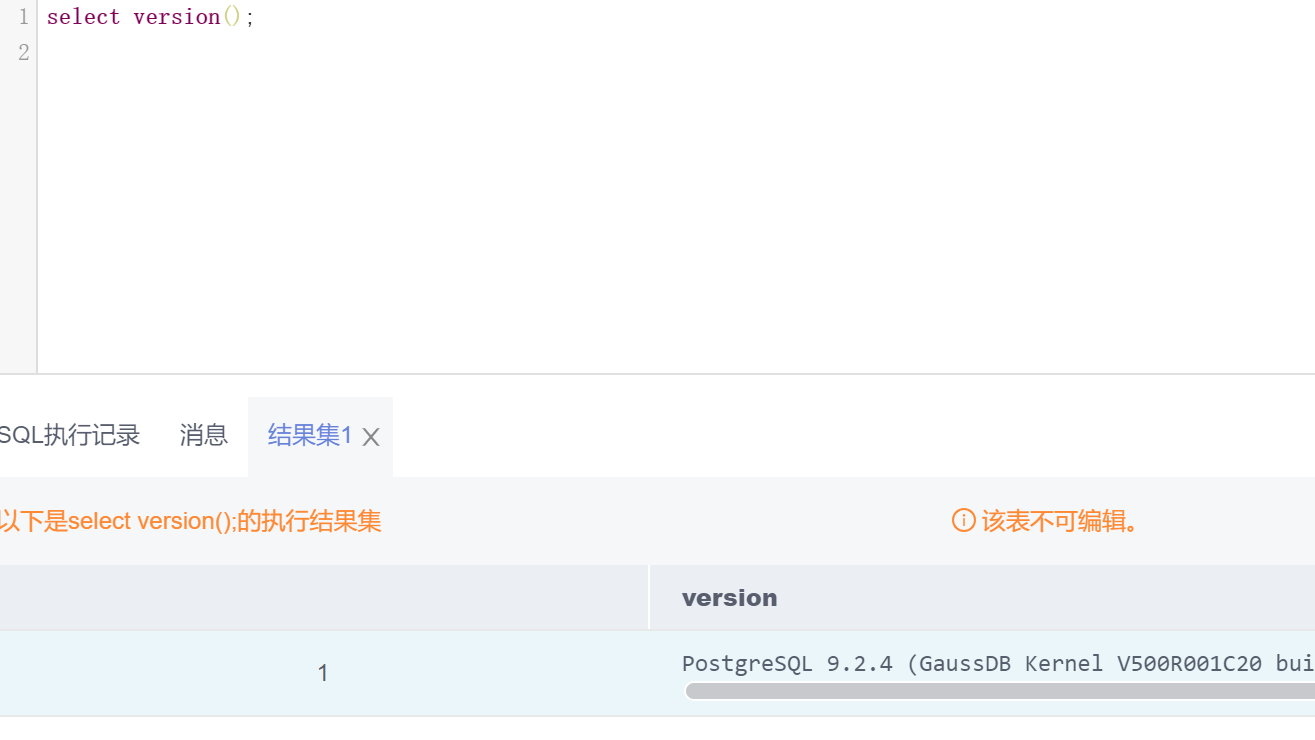 1 select version();
2
SQL执行记录 消息 结果集1 X
以下是select version();的执行结果集 该表不可编辑。
version
1 PostgreSQL 9.2.4 (GaussDB Kernel V500R001C20 bui